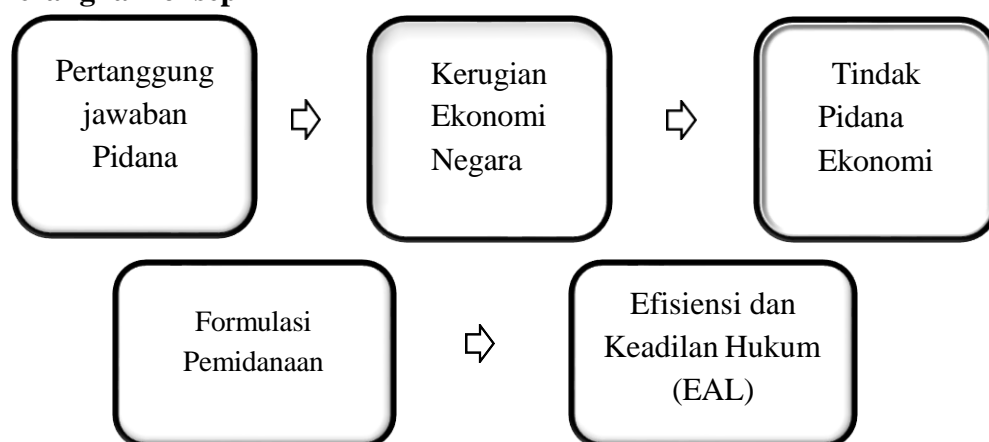 Pertanggung
jawaban
Pidana
Kerugian
Ekonomi
Negara
Tindak
Pidana
Ekonomi
Formulasi
Pemidanaan
Efisiensi dan
Keadilan Hukum
(EAL)